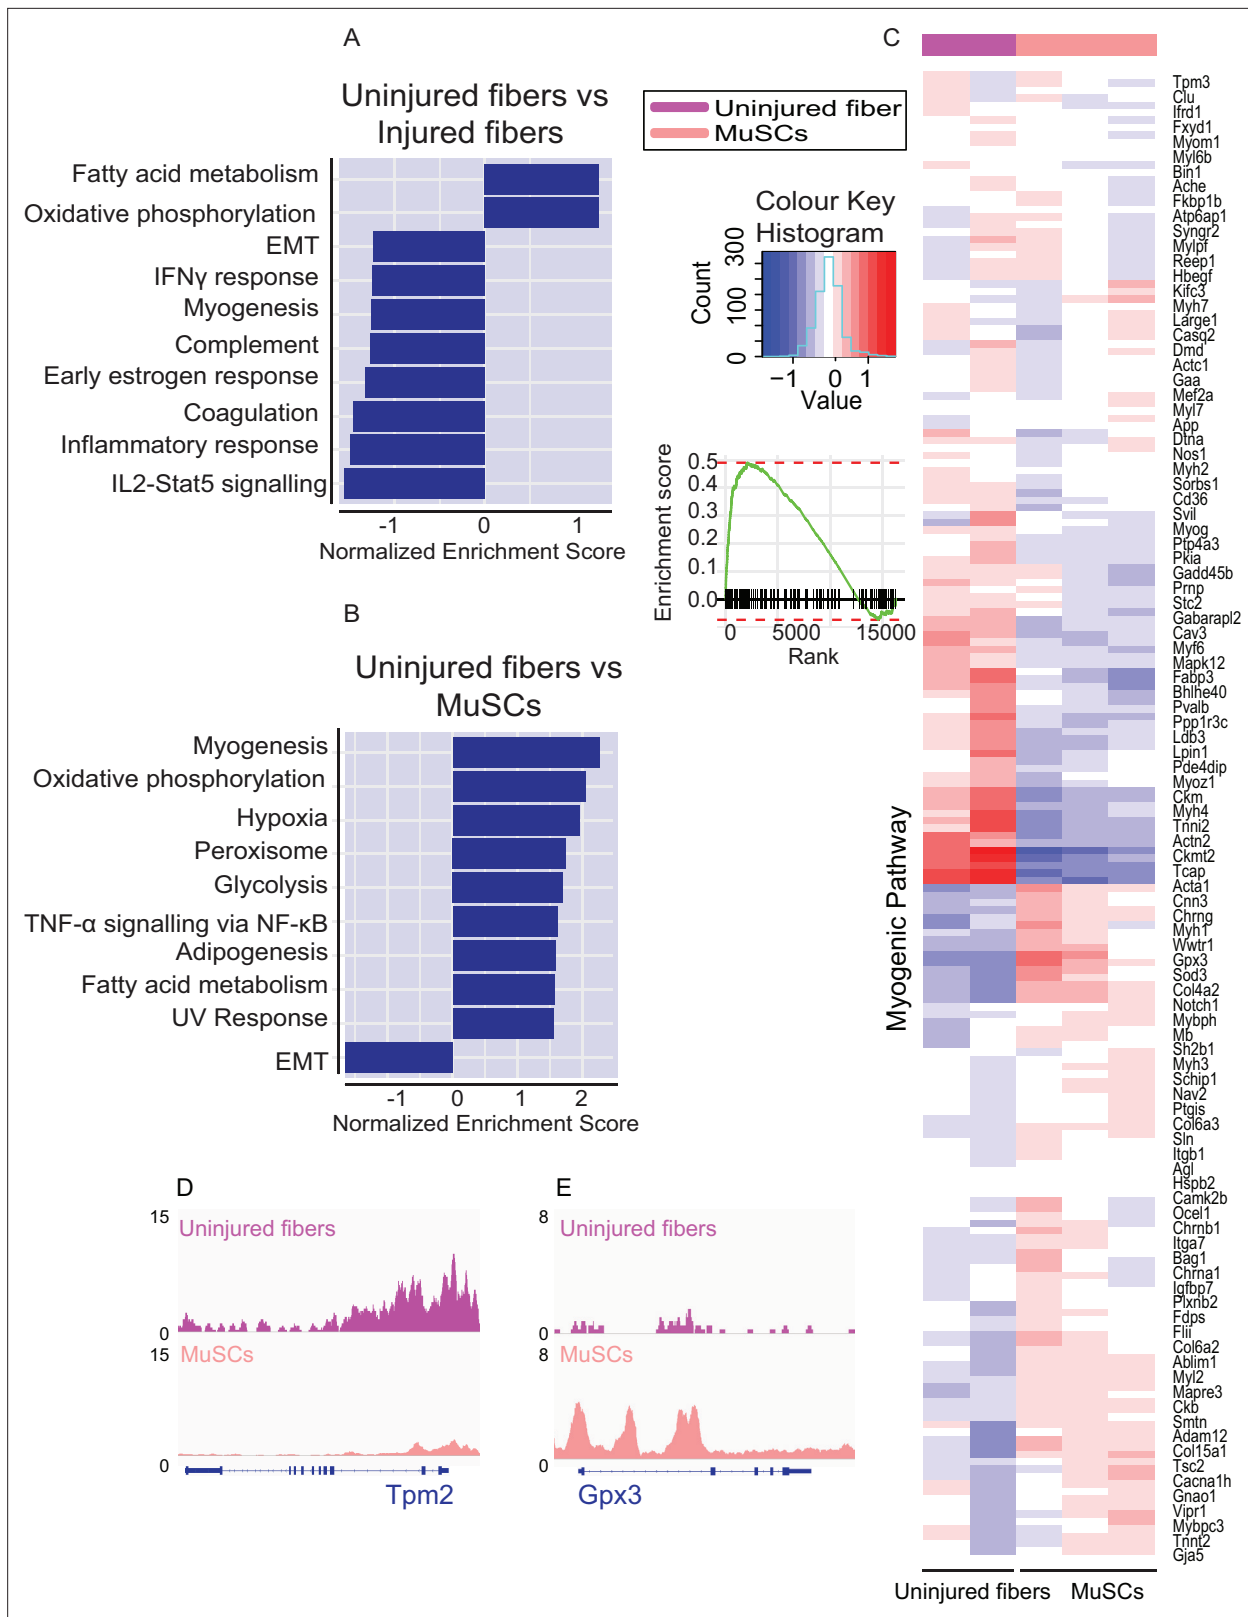 A
Uninjured fibers vs
Injured fibers
Fatty acid metabolism
Oxidative phosphorylation
EMT
IFNγ response
Myogenesis
Complement
Early estrogen response
Coagulation
Inflammatory response
IL2-Stat5 signalling
-1 0 1
Normalized Enrichment Score
B
Uninjured fibers vs
MuSCs
Myogenesis
Oxidative phosphorylation
Hypoxia
Peroxisome
Glycolysis
TNF-α signalling via NF-κB
Adipogenesis
Fatty acid metabolism
UV Response
EMT
-1 0 1 2
Normalized Enrichment Score
C
Uninjured fiber
MuSCs
Colour Key
Histogram
Count
0 100 300
−1 0 1
Value
Enrichment score
0.5
0.4
0.3
0.2
0.1
0.0
0 5000 15000
Rank
Myogenic Pathway
Tpm3
Clu
Ifrd1
Fxyd1
Myom1
Myl6b
Bin1
Ache
Fkbp1b
Atp6ap1
Syngr2
Mylpf
Reep1
Hbegf
Kifc3
Myh7
Large1
Casq2
Dmd
Actc1
Gaa
Mef2a
Myl7
App
Dtna
Nos1
Myh2
Sorbs1
Cd36
Svil
Myog
Ptp4a3
Pkia
Gadd45b
Prnp
Stc2
Gabarapl2
Cav3
Myf6
Mapk12
Fabp3
Bhlhe40
Pvalb
Ppp1r3c
Ldb3
Lpin1
Pde4dip
Myoz1
Ckm
Myh4
Tnni2
Actn2
Ckmt2
Tcap
Acta1
Cnn3
Chrng
Myh1
Wwtr1
Gpx3
Sod3
Col4a2
Notch1
Mybph
Mb
Sh2b1
Myh3
Schip1
Nav2
Ptgis
Col6a3
Sln
Itgb1
Agl
Hspb2
Camk2b
Ocel1
Chrnb1
Itga7
Bag1
Chrna1
Igfbp7
Plxnb2
Fdps
Flii
Col6a2
Ablim1
Myl2
Mapre3
Ckb
Smtn
Adam12
Col15a1
Tsc2
Cacna1h
Gnao1
Vipr1
Mybpc3
Tnnt2
Gja5
Uninjured fibers MuSCs
D
15
Uninjured fibers
0
15
MuSCs
0
Tpm2
E
8
Uninjured fibers
0
8
MuSCs
0
Gpx3